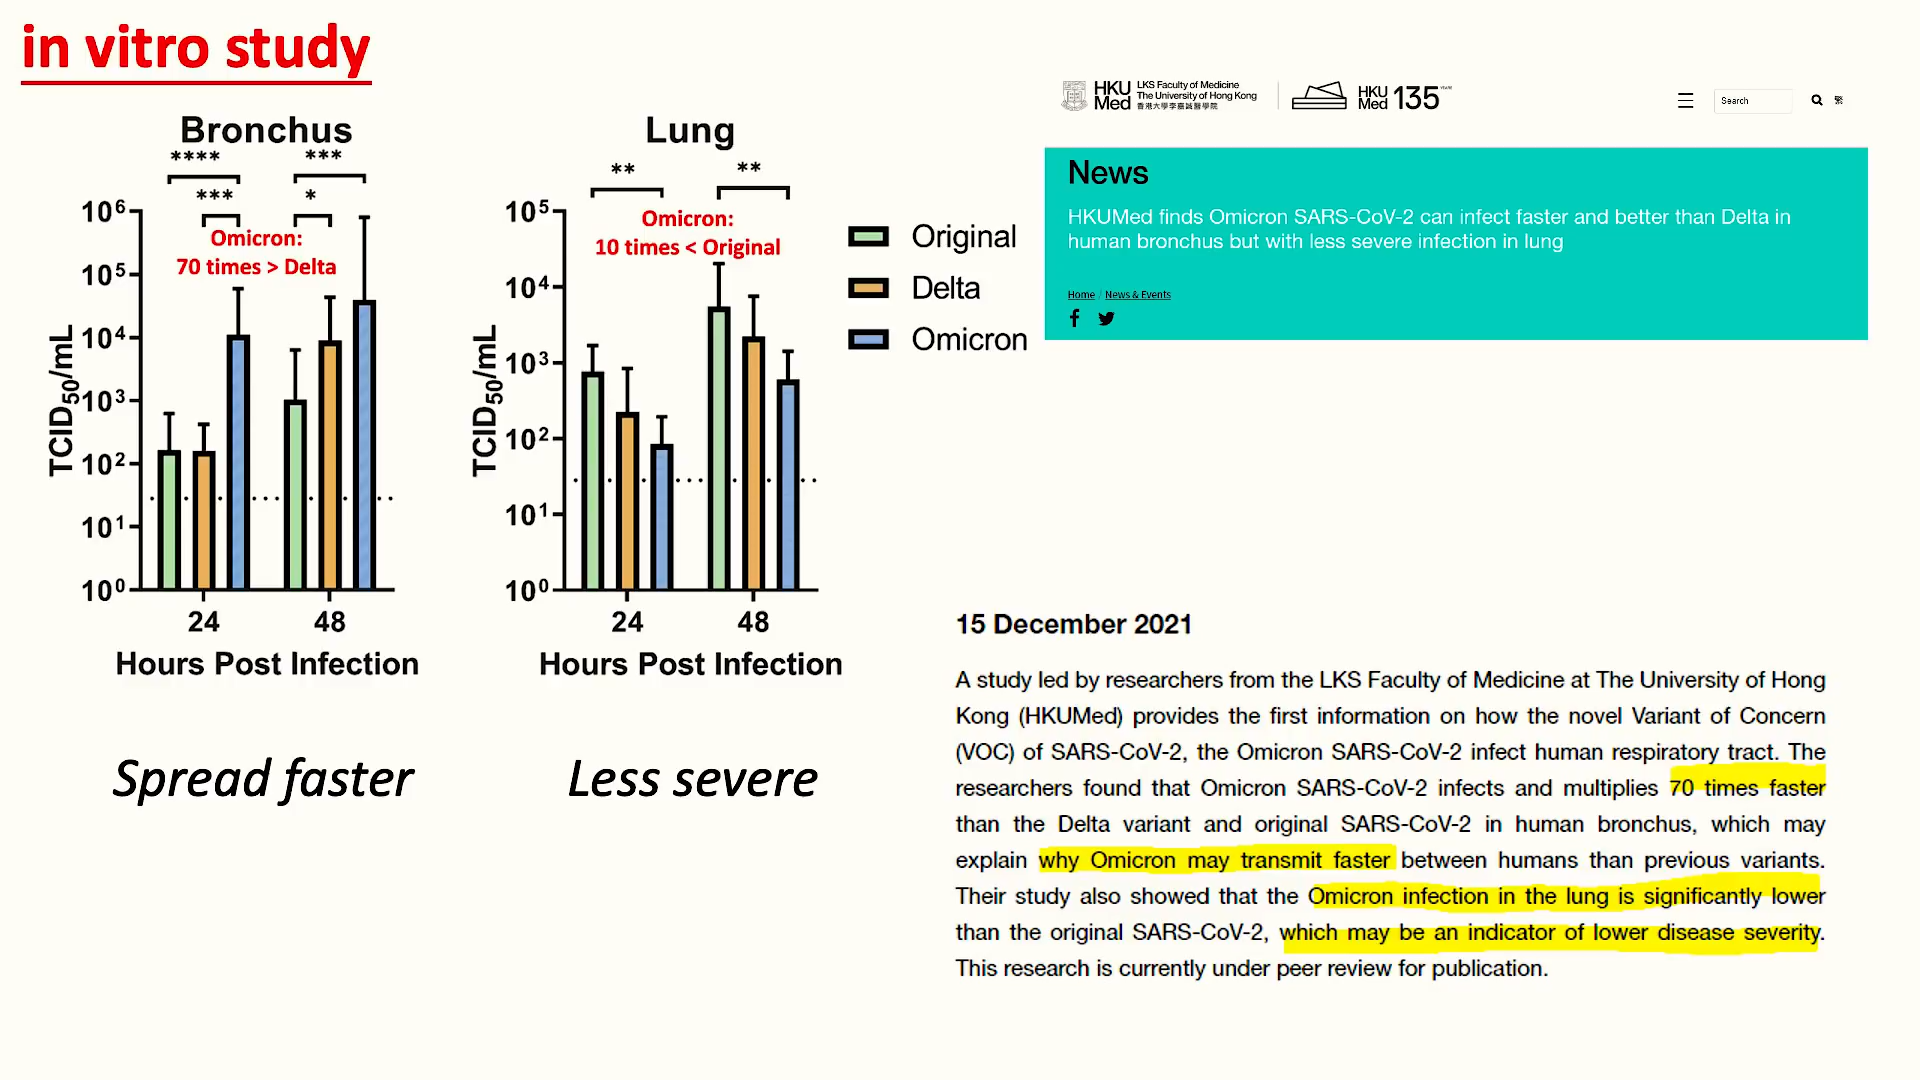 in vitro study
Bronchus
**** ***
*** *
Omicron:
70 times > Delta
10⁶
10⁵
10⁴
10³
10²
10¹
10⁰
TCID₅₀/mL
24 48
Hours Post Infection
Spread faster
Lung
** **
Omicron:
10 times < Original
10⁵
10⁴
10³
10²
10¹
10⁰
TCID₅₀/mL
24 48
Hours Post Infection
Less severe
Original
Delta
Omicron
HKU Med
LKS Faculty of Medicine
The University of Hong Kong
香港大學李嘉誠醫學院
HKU Med 135 YEARS
Search
News
HKUMed finds Omicron SARS-CoV-2 can infect faster and better than Delta in
human bronchus but with less severe infection in lung
Home / News & Events
15 December 2021
A study led by researchers from the LKS Faculty of Medicine at The University of Hong
Kong (HKUMed) provides the first information on how the novel Variant of Concern
(VOC) of SARS-CoV-2, the Omicron SARS-CoV-2 infect human respiratory tract. The
researchers found that Omicron SARS-CoV-2 infects and multiplies 70 times faster
than the Delta variant and original SARS-CoV-2 in human bronchus, which may
explain why Omicron may transmit faster between humans than previous variants.
Their study also showed that the Omicron infection in the lung is significantly lower
than the original SARS-CoV-2, which may be an indicator of lower disease severity.
This research is currently under peer review for publication.